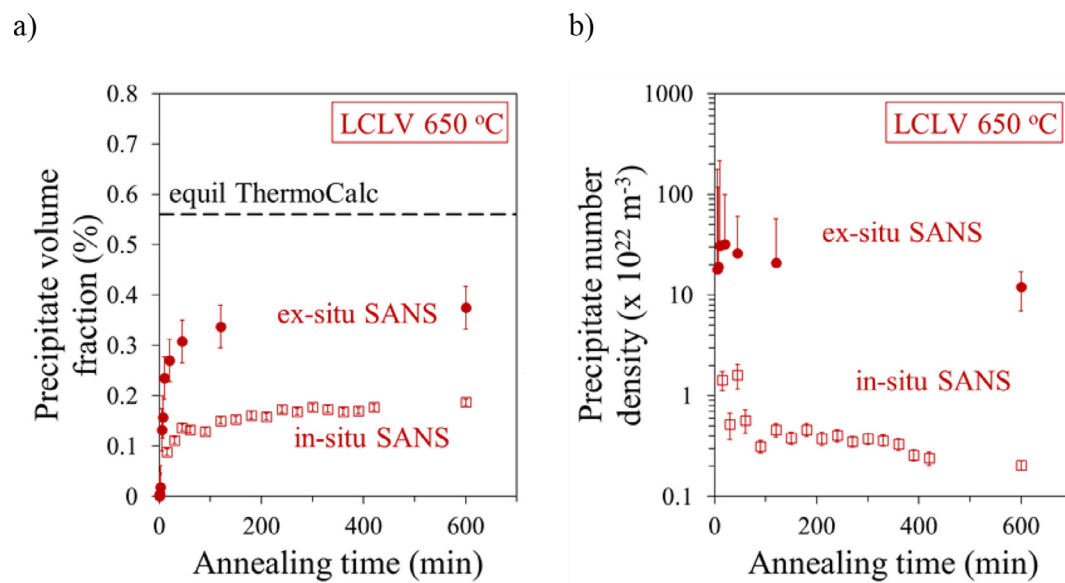 a)
0.8
0.7
0.6
0.5
0.4
0.3
0.2
0.1
0
LCLV 650 °C
equil ThermoCalc
ex-situ SANS
in-situ SANS
Precipitate volume
fraction (%)
0
200
400
600
Annealing time (min)
b)
1000
100
10
1
0.1
LCLV 650 °C
ex-situ SANS
in-situ SANS
Precipitate number
density (x 10²² m⁻³)
0
200
400
600
Annealing time (min)